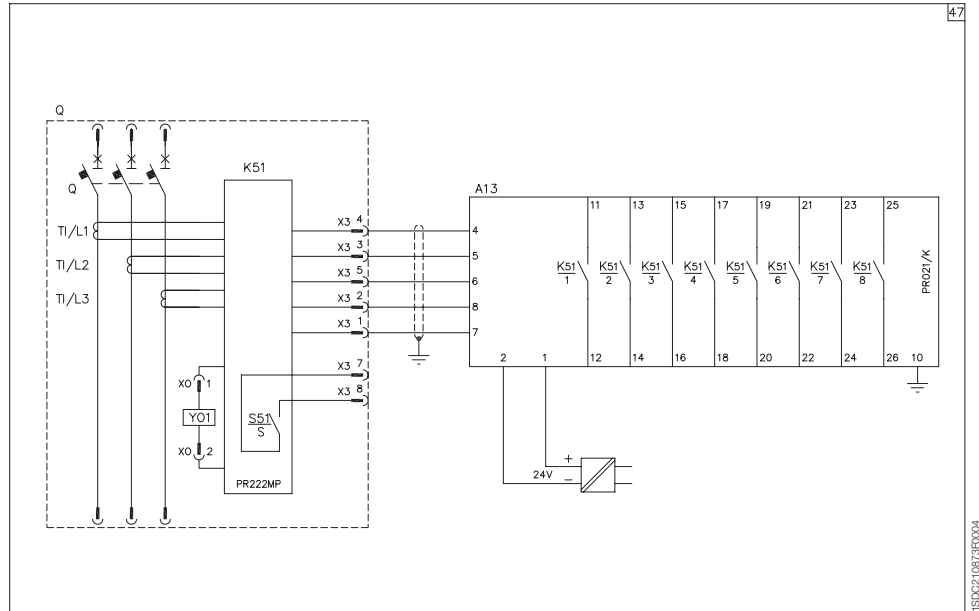 47
Q
K51
Q
TI/L1
TI/L2
TI/L3
X3 4
X3 3
X3 5
X3 2
X3 1
X3 7
X3 8
X0 1
Y01
X0 2
S51
S
PR222MP
A13
4
5
6
8
7
11 13 15 17 19 21 23 25
K51 K51 K51 K51 K51 K51 K51 K51
1 2 3 4 5 6 7 8
PR021/K
2 1 12 14 16 18 20 22 24 26 10
+
24V
−
1SDC210873F0004